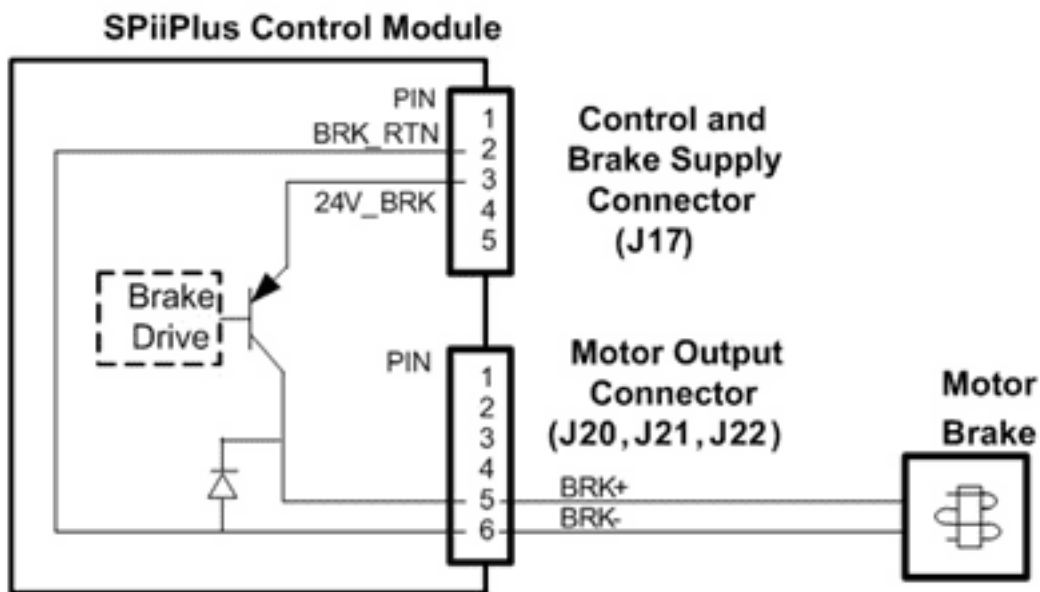 SPiiPlus Control Module
PIN
BRK_RTN
24V_BRK
1
2
3
4
5
Control and
Brake Supply
Connector
(J17)
Brake
Drive
PIN
1
2
3
4
5
6
Motor Output
Connector
(J20,J21,J22)
BRK+
BRK-
Motor
Brake